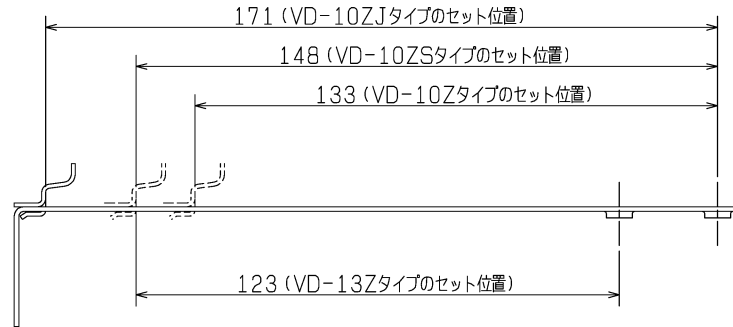 171(VD-10ZJタイプのセット位置)
148(VD-10ZSタイプのセット位置)
133(VD-10Zタイプのセット位置)
123(VD-13Zタイプのセット位置)